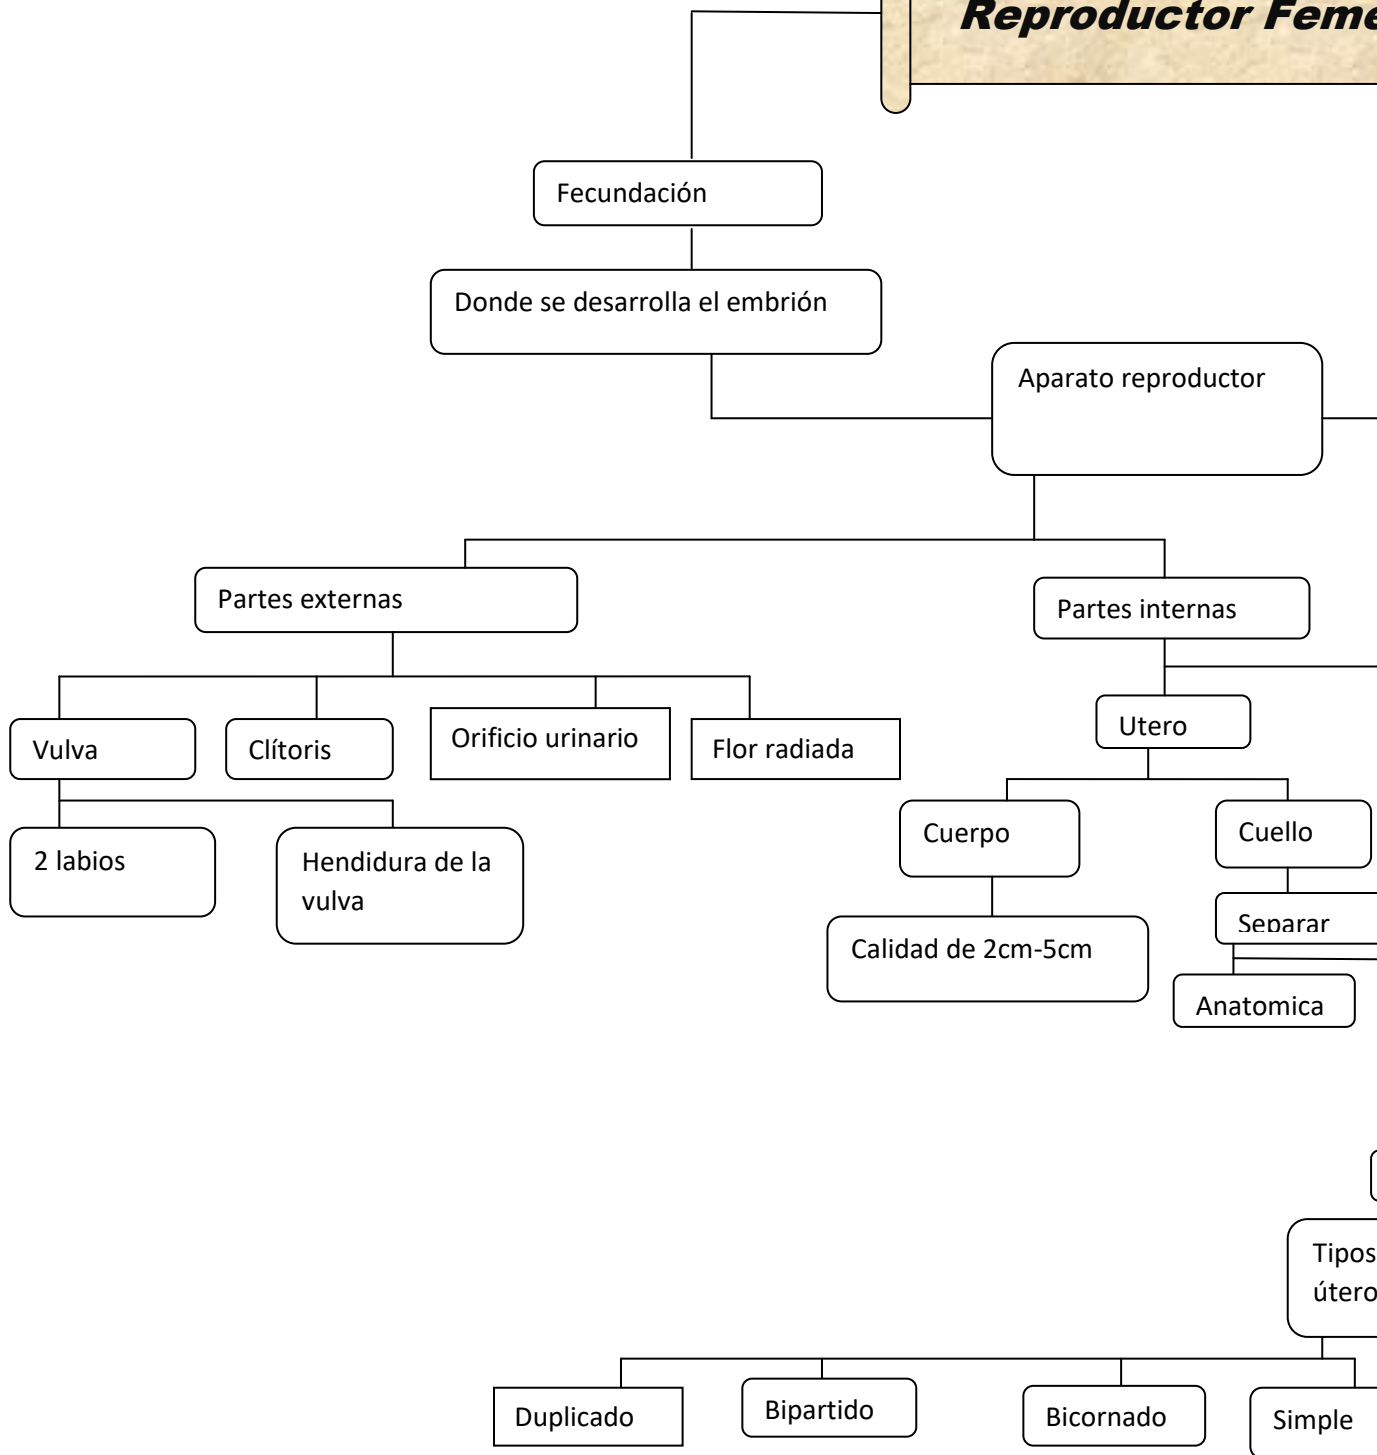 Reproductor Feme
Fecundación
Donde se desarrolla el embrión
Aparato reproductor
Partes externas
Partes internas
Utero
Vulva
Clítoris
Orificio urinario
Flor radiada
Cuerpo
Cuello
2 labios
Hendidura de la
vulva
Separar
Calidad de 2cm-5cm
Anatomica
Tipos
útero
Duplicado
Bipartido
Bicornado
Simple